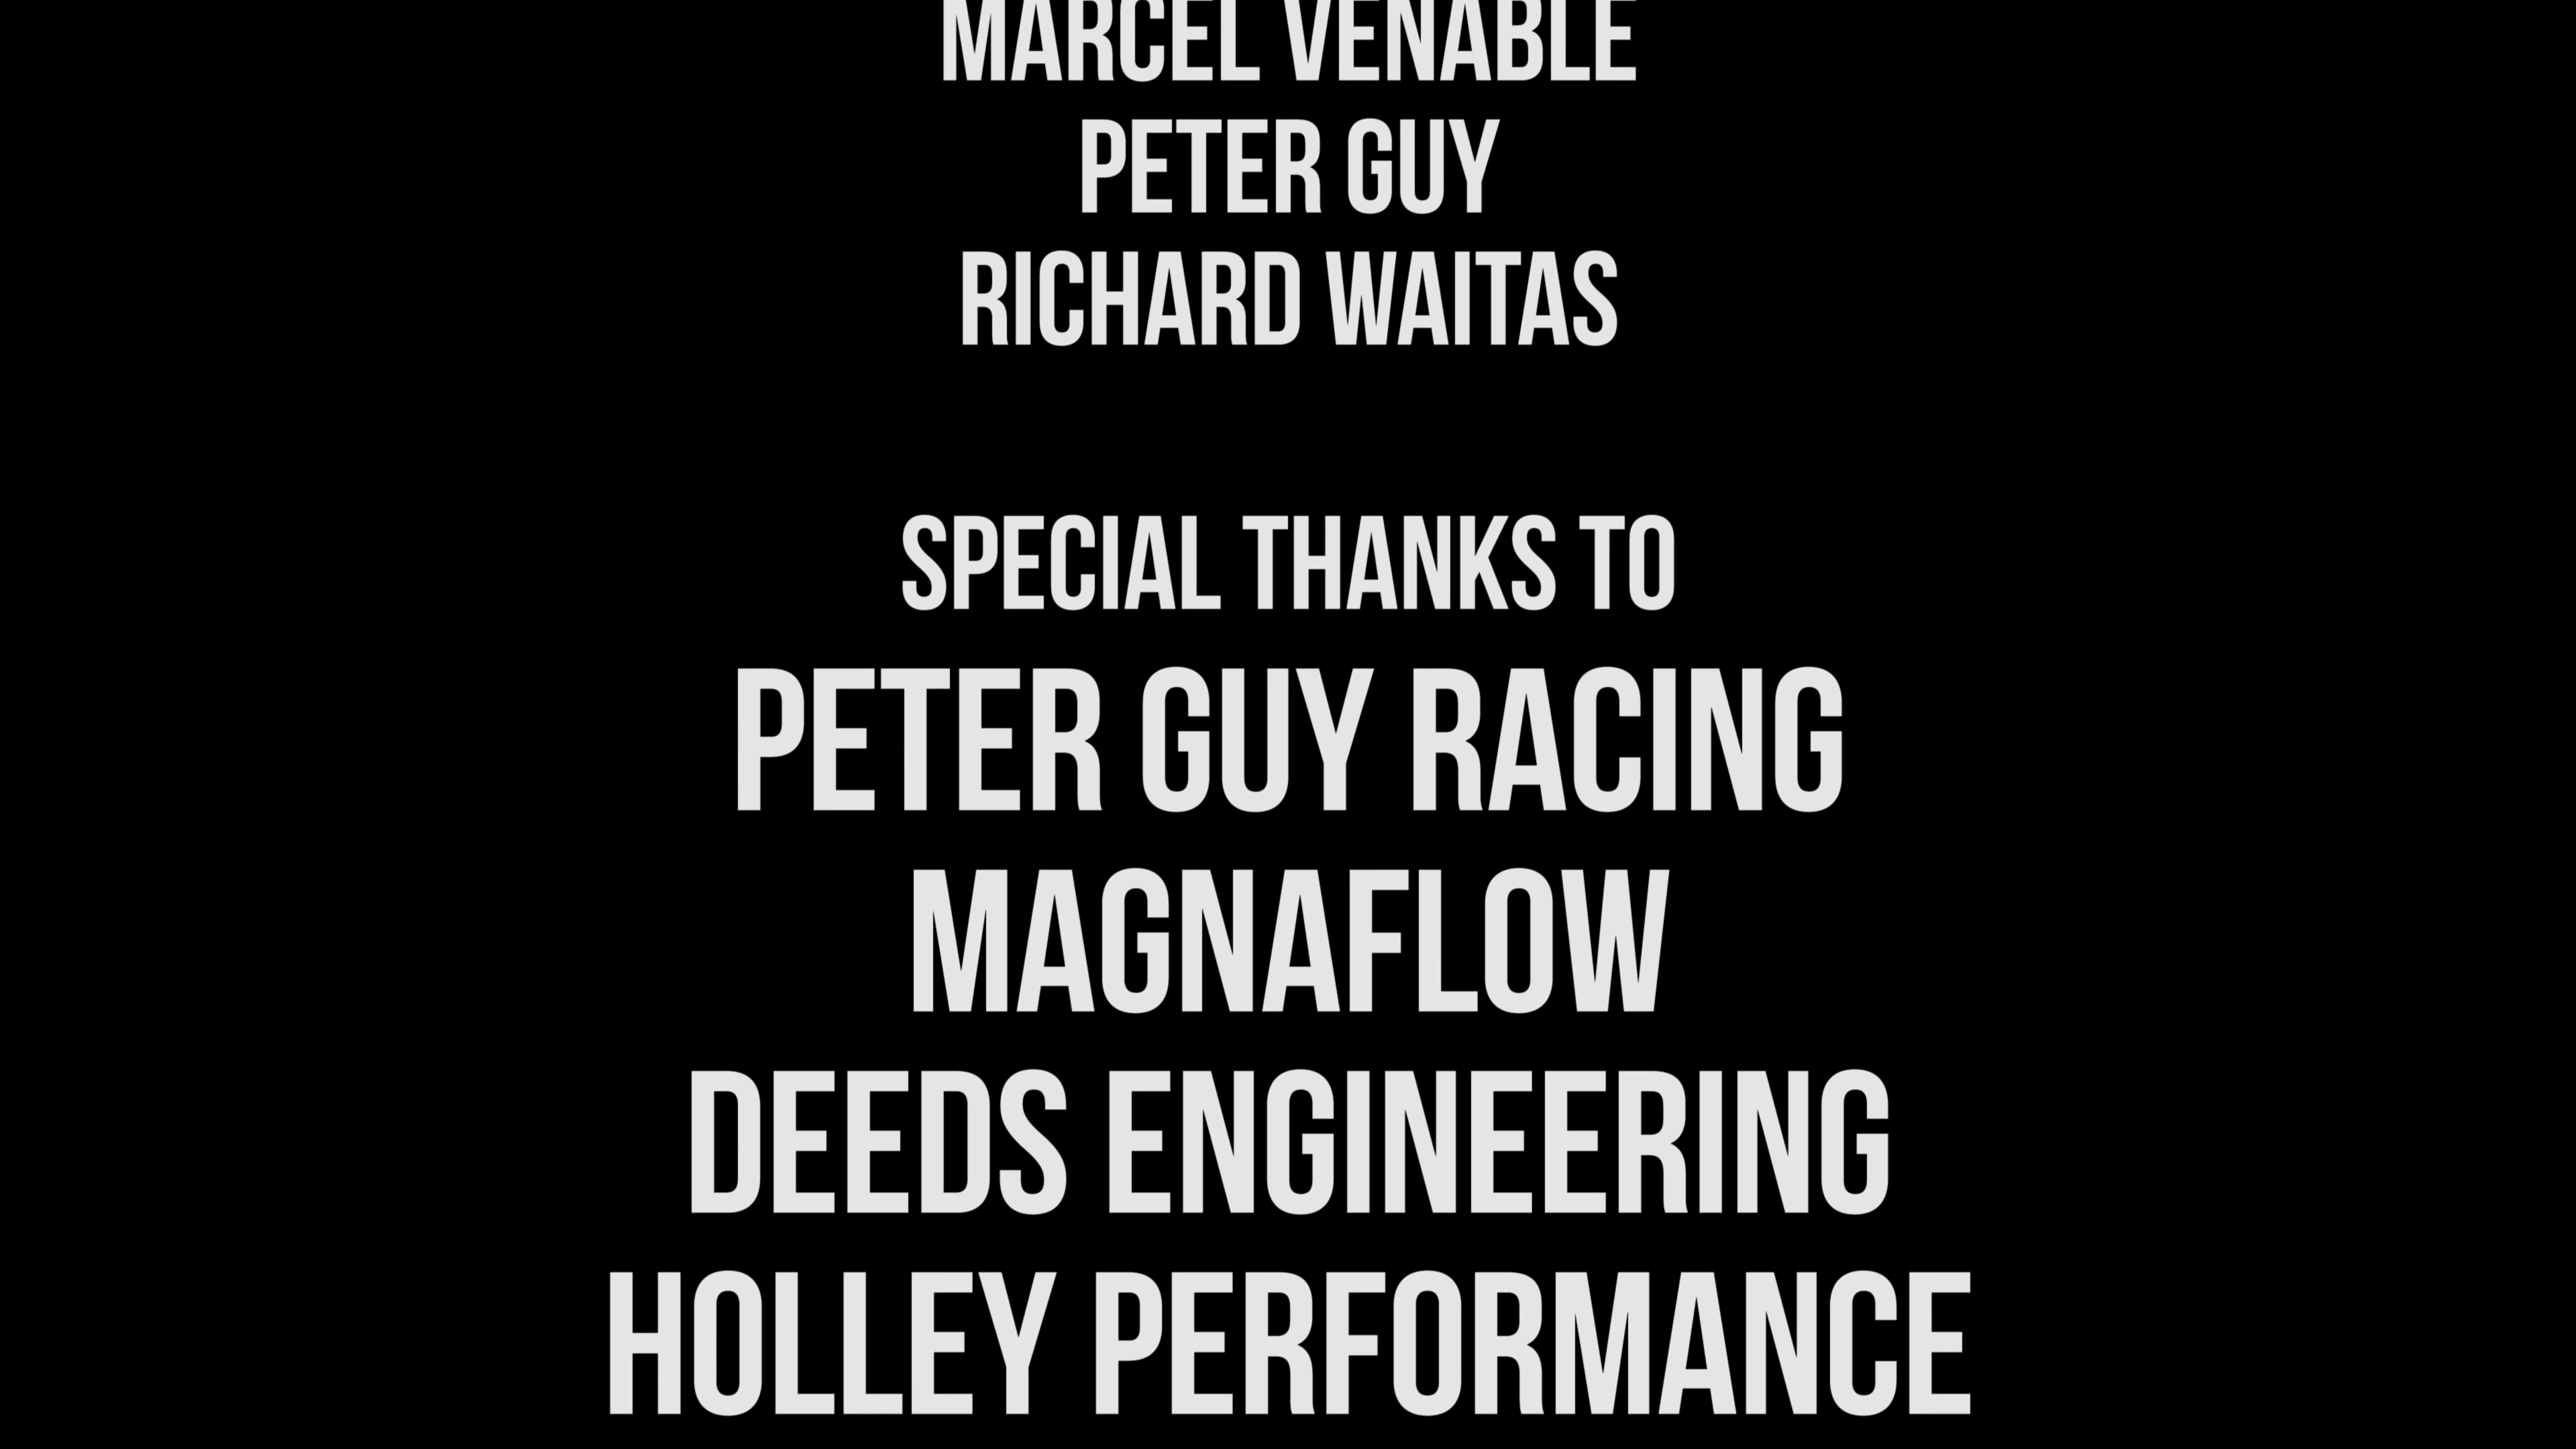 MARCEL VENABLE
PETER GUY
RICHARD WAITAS
SPECIAL THANKS TO
PETER GUY RACING
MAGNAFLOW
DEEDS ENGINEERING
HOLLEY PERFORMANCE